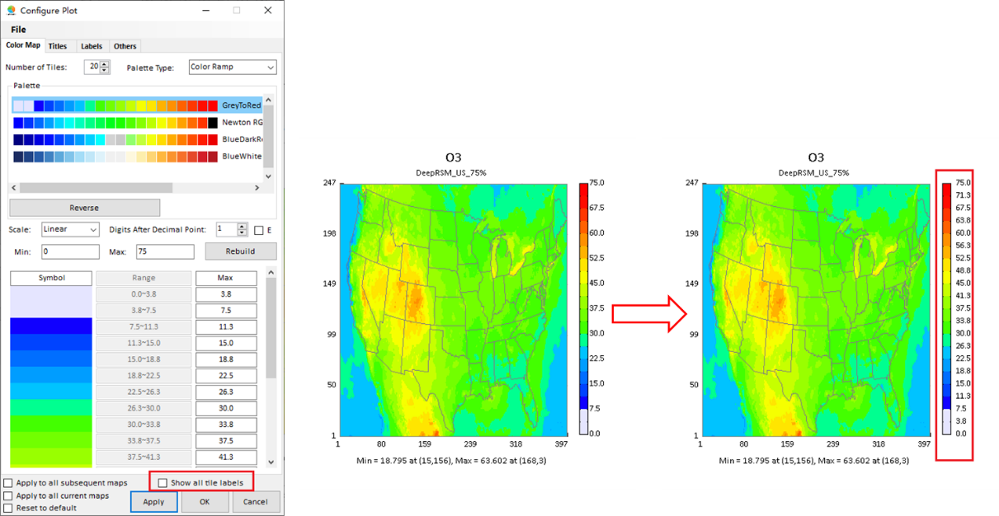 Configure Plot
File
Color Map Titles Labels Others
Number of Tiles: 20 Palette Type: Color Ramp
Palette
GreyToRed
Newton RG
BlueDarkR
BlueWhite
Reverse
Scale: Linear Digits After Decimal Point: 1 E
Min: 0 Max: 75 Rebuild
Symbol Range Max
0.0~3.8 3.8
3.8~7.5 7.5
7.5~11.3 11.3
11.3~15.0 15.0
15.0~18.8 18.8
18.8~22.5 22.5
22.5~26.3 26.3
26.3~30.0 30.0
30.0~33.8 33.8
33.8~37.5 37.5
37.5~41.3 41.3
Apply to all subsequent maps Show all tile labels
Apply to all current maps
Reset to default
Apply OK Cancel
O3
DeepRSM_US_75%
247
198
149
99
50
1
1 80 159 239 318 397
Min = 18.795 at (15,156), Max = 63.602 at (168,3)
75.0
67.5
60.0
52.5
45.0
37.5
30.0
22.5
15.0
7.5
0.0
O3
DeepRSM_US_75%
247
198
149
99
50
1
1 80 159 239 318 397
Min = 18.795 at (15,156), Max = 63.602 at (168,3)
75.0
71.3
67.5
63.8
60.0
56.3
52.5
48.8
45.0
41.3
37.5
33.8
30.0
26.3
22.5
18.8
15.0
11.3
7.5
3.8
0.0